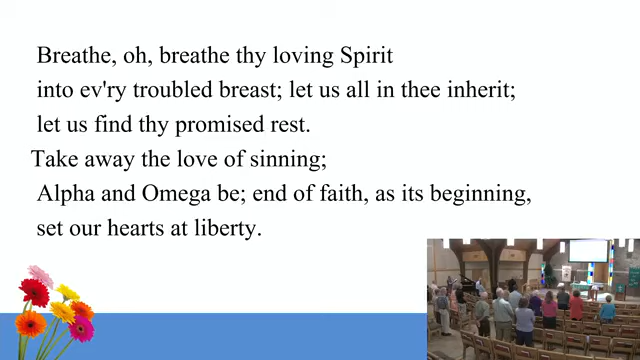 Breathe, oh, breathe thy loving Spirit
into ev'ry troubled breast; let us all in thee inherit;
let us find thy promised rest.
Take away the love of sinning;
Alpha and Omega be; end of faith, as its beginning,
set our hearts at liberty.